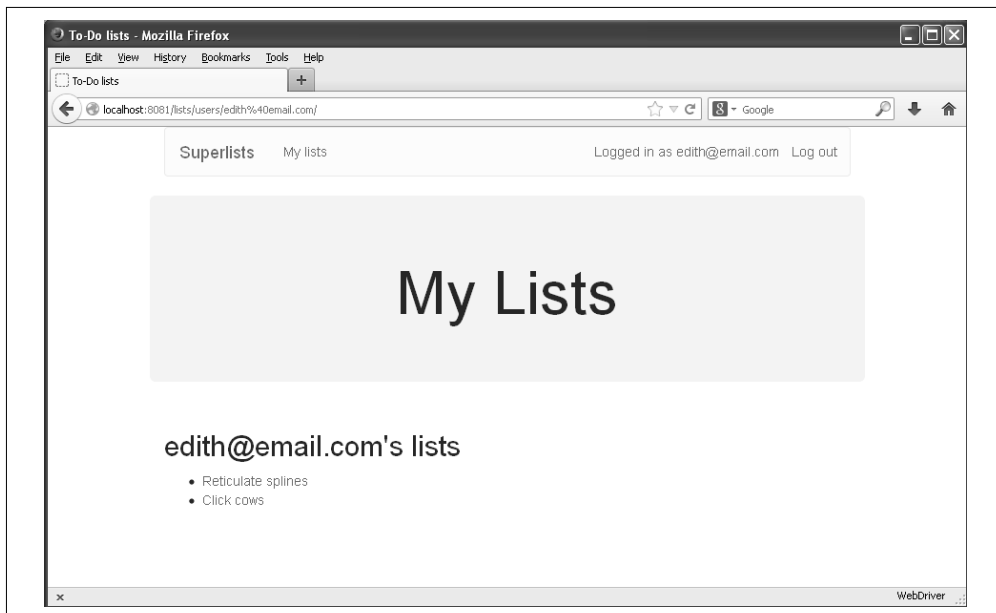 To-Do lists - Mozilla Firefox
File Edit View History Bookmarks Tools Help
To-Do lists +
localhost:8081/lists/users/edith%40email.com/ 8 Google
Superlists My lists Logged in as edith@email.com Log out
My Lists
edith@email.com's lists
• Reticulate splines
• Click cows
x WebDriver